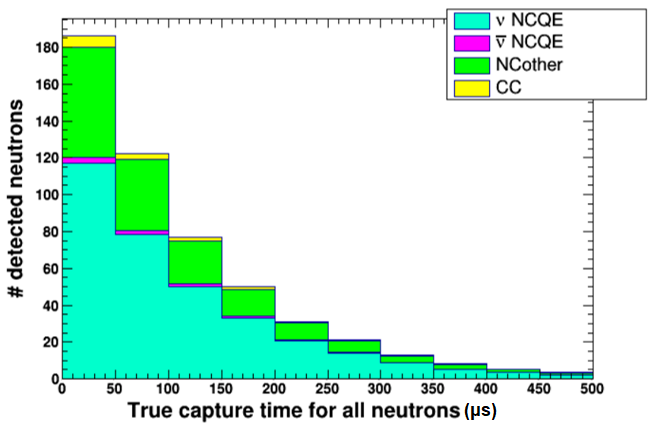 ν NCQE
ν̅ NCQE
NCother
CC
# detected neutrons
180
160
140
120
100
80
60
40
20
0
0 50 100 150 200 250 300 350 400 450 500
True capture time for all neutrons (μs)